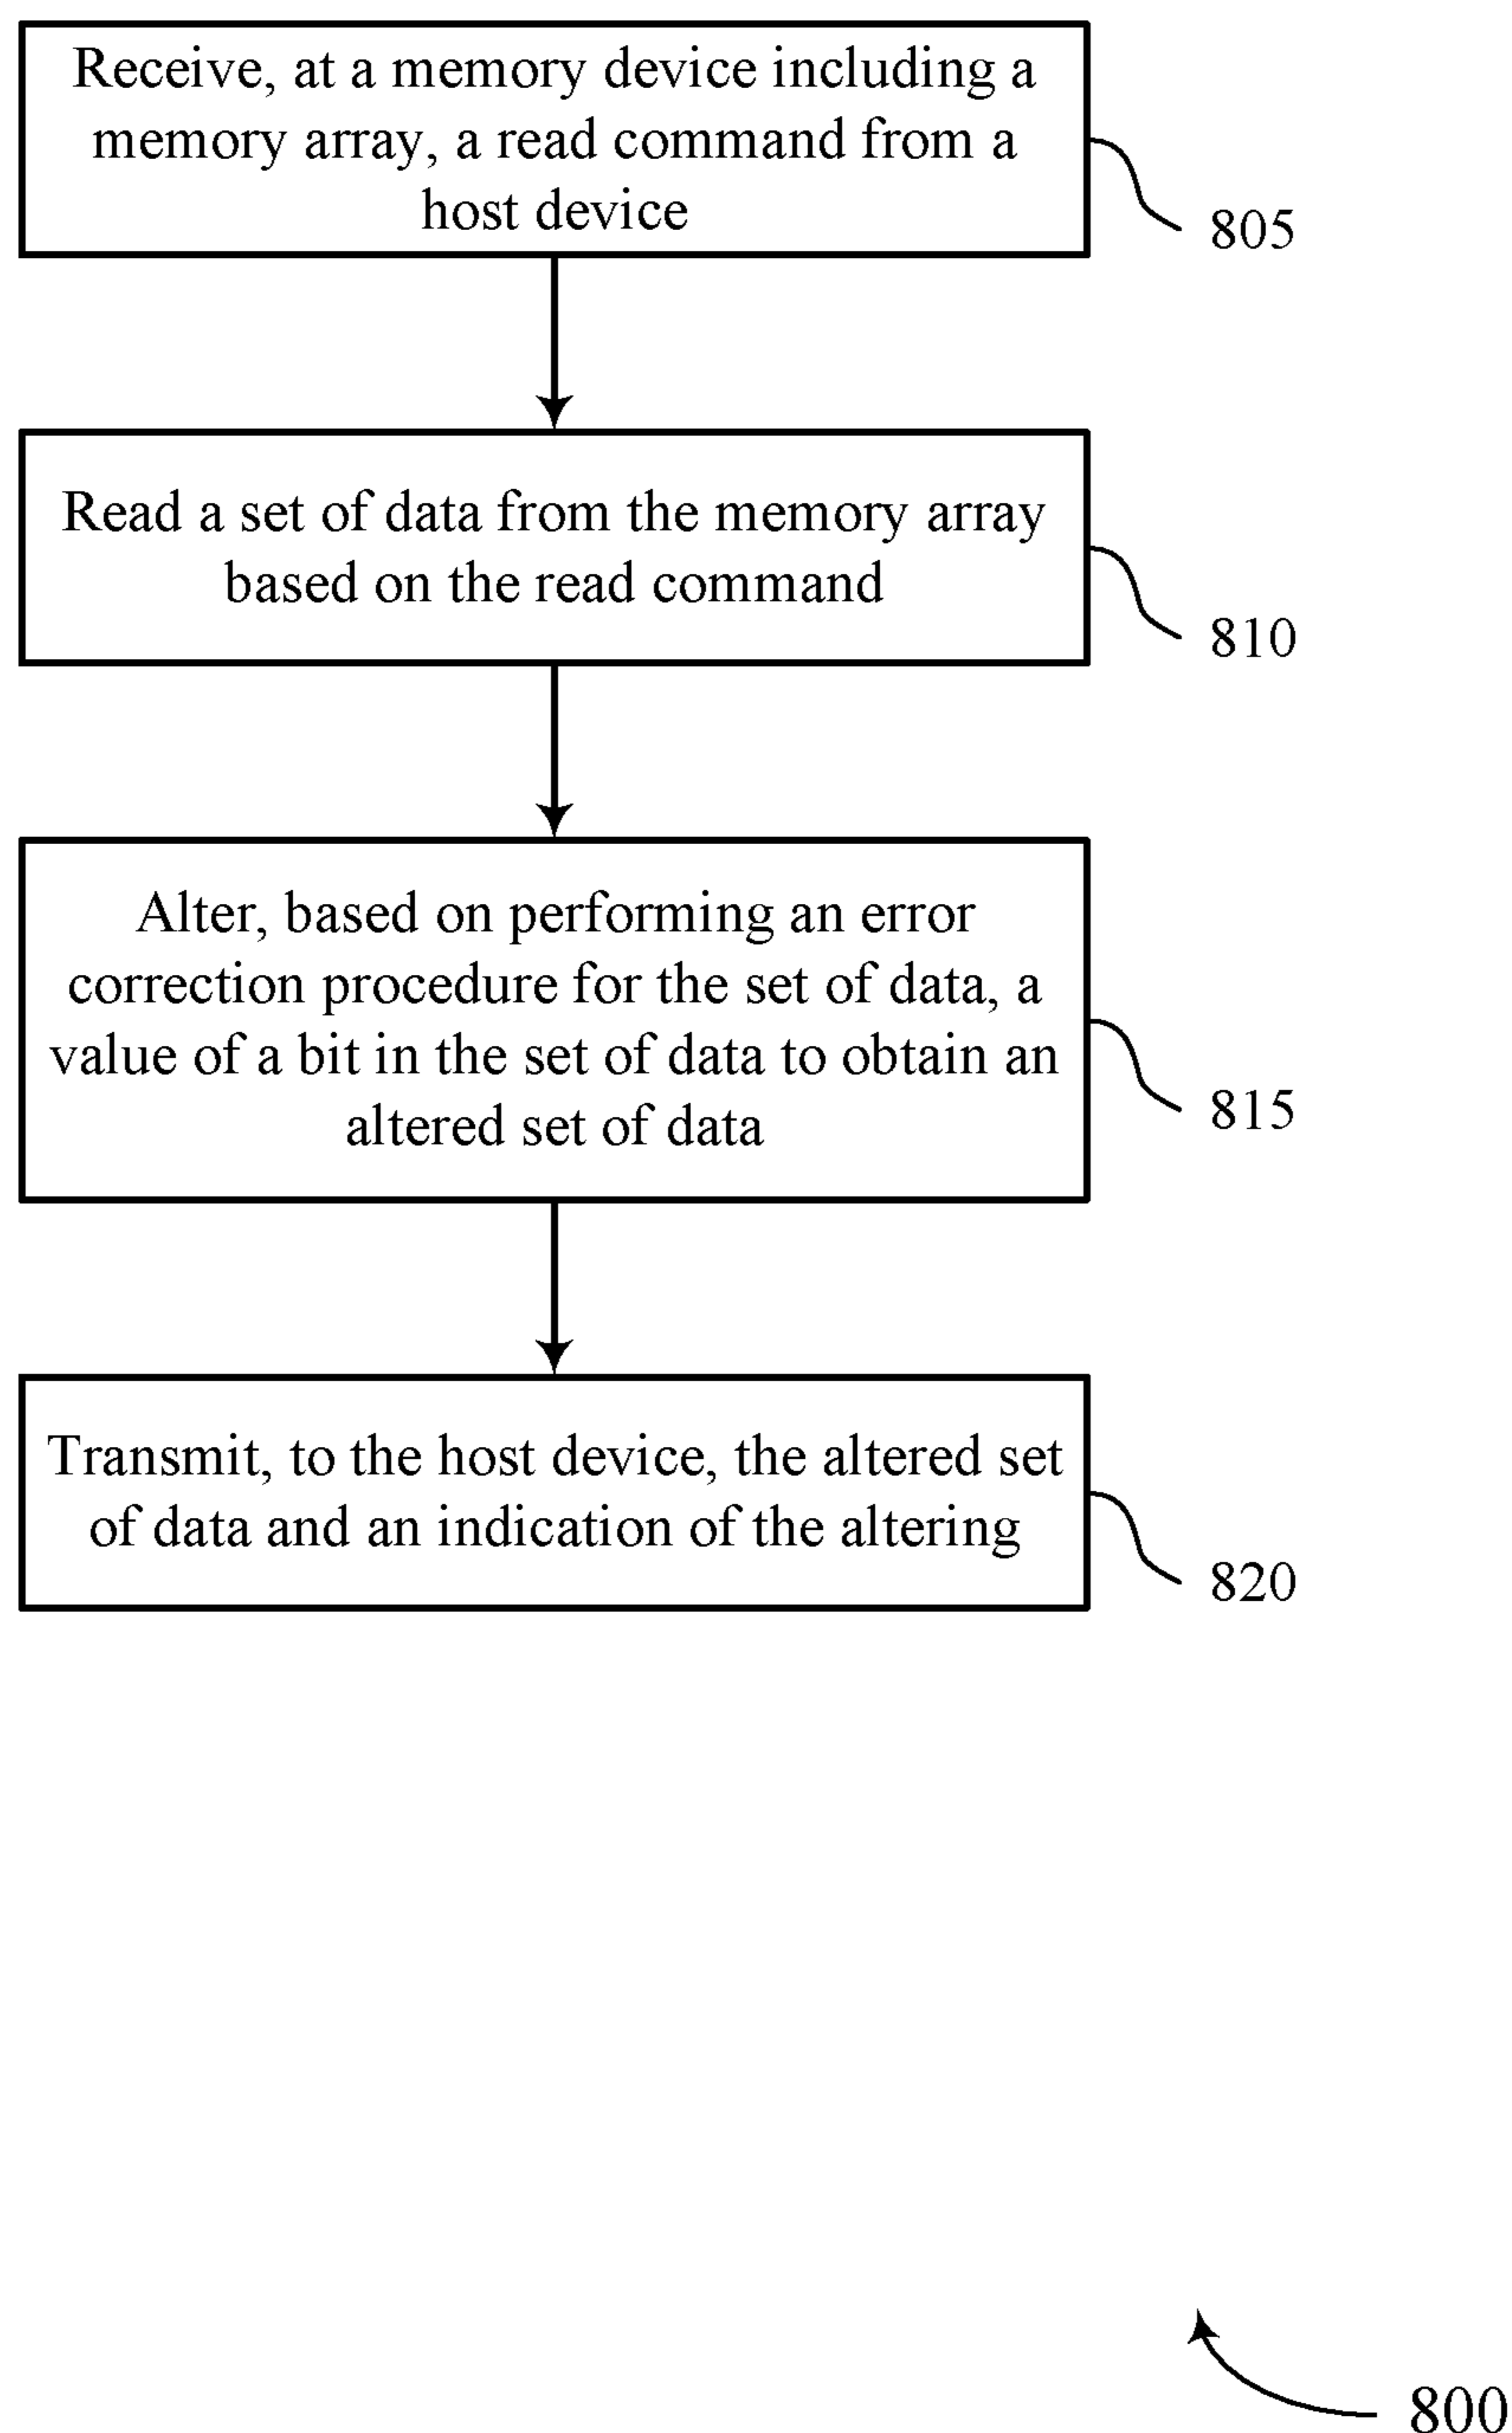 Receive, at a memory device including a
memory array, a read command from a
host device
805
Read a set of data from the memory array
based on the read command
810
Alter, based on performing an error
correction procedure for the set of data, a
value of a bit in the set of data to obtain an
altered set of data
815
Transmit, to the host device, the altered set
of data and an indication of the altering
820
800